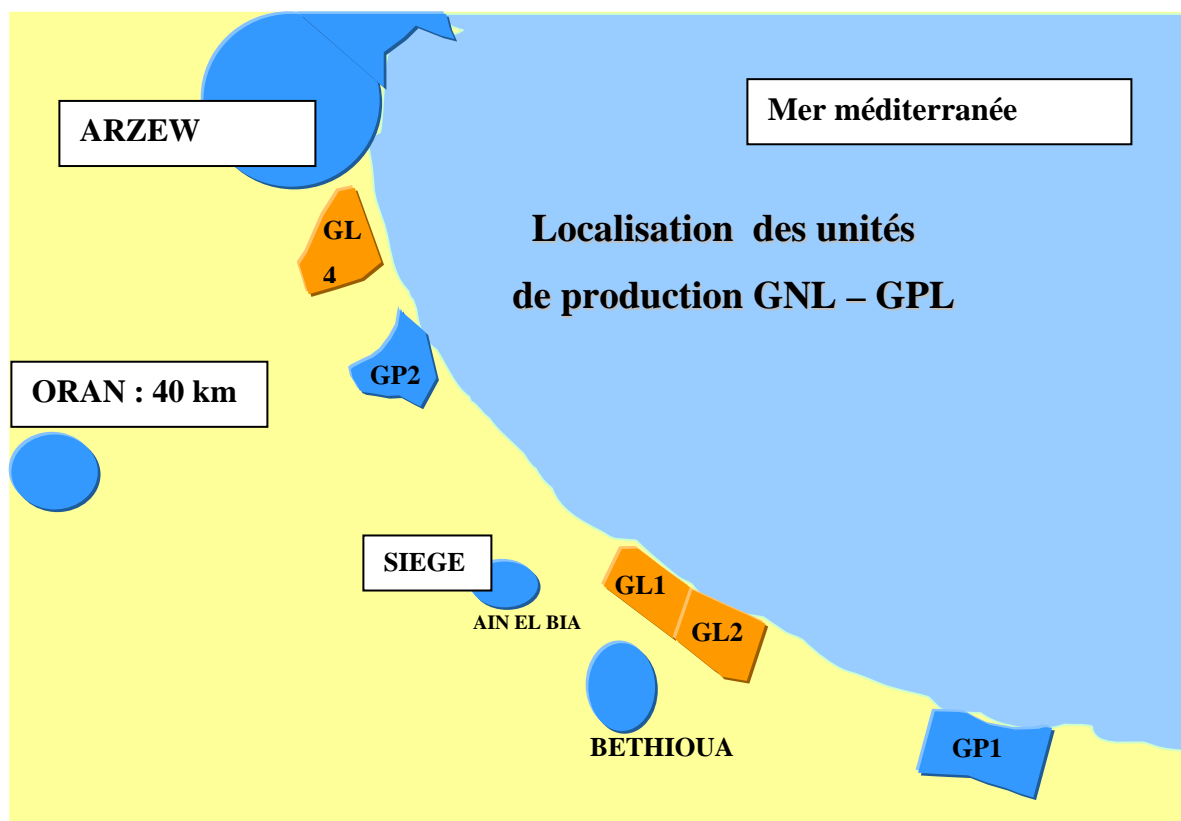 ARZEW
Mer méditerranée
Localisation des unités
de production GNL – GPL
GL
4
GP2
ORAN : 40 km
SIEGE
AIN EL BIA
GL1
GL2
BETHIOUA
GP1